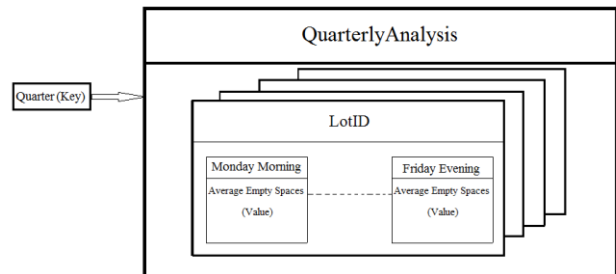 QuarterlyAnalysis
Quarter (Key)
LotID
Monday Morning
Average Empty Spaces
(Value)
Friday Evening
Average Empty Spaces
(Value)